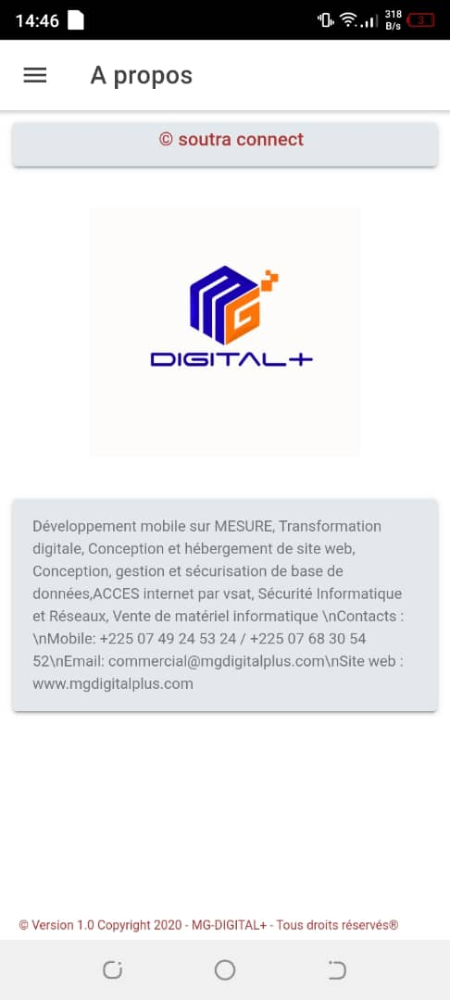 14:46
318
B/s
3
A propos
© soutra connect
MG
DIGITAL+
Développement mobile sur MESURE, Transformation
digitale, Conception et hébergement de site web,
Conception, gestion et sécurisation de base de
données,ACCES internet par vsat, Sécurité Informatique
et Réseaux, Vente de matériel informatique \nContacts :
\nMobile: +225 07 49 24 53 24 / +225 07 68 30 54
52\nEmail: commercial@mgdigitalplus.com\nSite web :
www.mgdigitalplus.com
© Version 1.0 Copyright 2020 - MG-DIGITAL+ - Tous droits réservés®